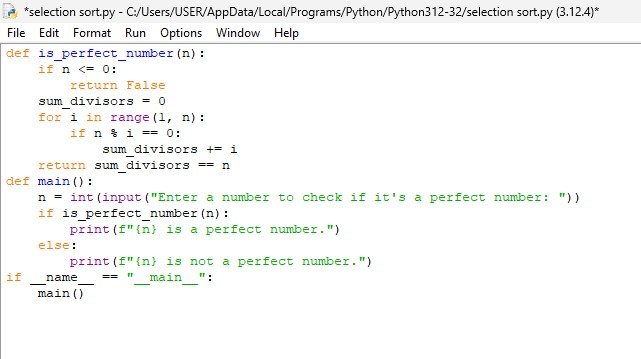 *selection sort.py - C:/Users/USER/AppData/Local/Programs/Python/Python312-32/selection sort.py (3.12.4)*
File Edit Format Run Options Window Help
def is_perfect_number(n):
    if n <= 0:
        return False
    sum_divisors = 0
    for i in range(1, n):
        if n % i == 0:
            sum_divisors += i
    return sum_divisors == n
def main():
    n = int(input("Enter a number to check if it's a perfect number: "))
    if is_perfect_number(n):
        print(f"{n} is a perfect number.")
    else:
        print(f"{n} is not a perfect number.")
if __name__ == "__main__":
    main()